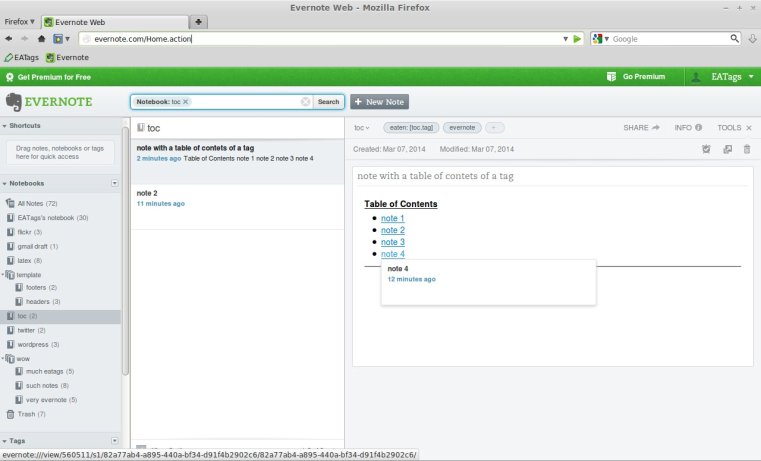 Evernote Web - Mozilla Firefox
Firefox
Evernote Web
evernote.com/Home.action
Google
EATags
Evernote
Get Premium for Free
Go Premium
EATags
EVERNOTE
Notebook: toc
Search
+ New Note
Shortcuts
Drag notes, notebooks or tags
here for quick access
Notebooks
All Notes (72)
EATags's notebook (30)
flickr (3)
gmail draft (1)
latex (8)
template
footers (2)
headers (3)
toc (2)
twitter (2)
wordpress (3)
wow
much eatags (5)
such notes (8)
very evernote (5)
Trash (7)
Tags
toc
note with a table of contets of a tag
2 minutes ago Table of Contents note 1 note 2 note 3 note 4
note 2
11 minutes ago
toc
eaten: [toc.tag]
evernote
+
SHARE
INFO
TOOLS
Created: Mar 07, 2014
Modified: Mar 07, 2014
note with a table of contets of a tag
Table of Contents
note 1
note 2
note 3
note 4
note 4
12 minutes ago
evernote:///view/560511/s1/82a77ab4-a895-440a-bf34-d91f4b2902c6/82a77ab4-a895-440a-bf34-d91f4b2902c6/